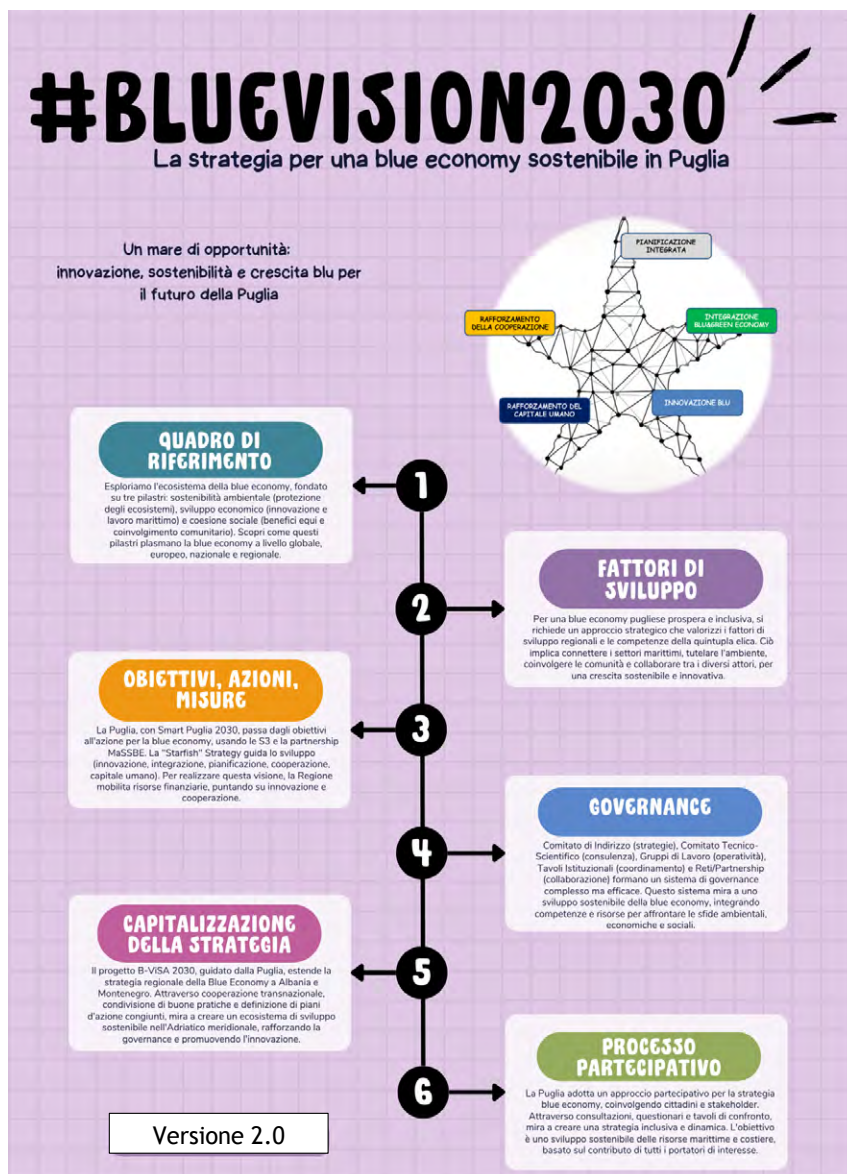 #BLUEVISION2030
La strategia per una blue economy sostenibile in Puglia
Un mare di opportunità:
innovazione, sostenibilità e crescita blu per
il futuro della Puglia
PIANIFICAZIONE
INTEGRATA
RAFFORZAMENTO
DELLA COOPERAZIONE
INTEGRAZIONE
BLU&GREEN ECONOMY
RAFFORZAMENTO DEL
CAPITALE UMANO
INNOVAZIONE BLU
1
QUADRO DI
RIFERIMENTO
Esploriamo l'ecosistema della blue economy, fondato
su tre pilastri: sostenibilità ambientale (protezione
degli ecosistemi), sviluppo economico (innovazione e
lavoro marittimo) e coesione sociale (benefici equi e
coinvolgimento comunitario). Scopri come questi
pilastri plasmano la blue economy a livello globale,
europeo, nazionale e regionale.
2
FATTORI DI
SVILUPPO
Per una blue economy pugliese prospera e inclusiva, si
richiede un approccio strategico che valorizzi i fattori di
sviluppo regionali e le competenze della quintupla elica. Ciò
implica connettere i settori marittimi, tutelare l'ambiente,
coinvolgere le comunità e collaborare tra i diversi attori, per
una crescita sostenibile e innovativa.
3
OBIETTIVI, AZIONI,
MISURE
La Puglia, con Smart Puglia 2030, passa dagli obiettivi
all'azione per la blue economy, usando le S3 e la partnership
MaSSBE. La "Starfish" Strategy guida lo sviluppo
(innovazione, integrazione, pianificazione, cooperazione,
capitale umano). Per realizzare questa visione, la Regione
mobilita risorse finanziarie, puntando su innovazione e
cooperazione.
4
GOVERNANCE
Comitato di Indirizzo (strategie), Comitato Tecnico-
Scientifico (consulenza), Gruppi di Lavoro (operatività),
Tavoli Istituzionali (coordinamento) e Reti/Partnership
(collaborazione) formano un sistema di governance
complesso ma efficace. Questo sistema mira a uno
sviluppo sostenibile della blue economy, integrando
competenze e risorse per affrontare le sfide ambientali,
economiche e sociali.
5
CAPITALIZZAZIONE
DELLA STRATEGIA
Il progetto B-ViSA 2030, guidato dalla Puglia, estende la
strategia regionale della Blue Economy a Albania e
Montenegro. Attraverso cooperazione transnazionale,
condivisione di buone pratiche e definizione di piani
d'azione congiunti, mira a creare un ecosistema di sviluppo
sostenibile nell'Adriatico meridionale, rafforzando la
governance e promuovendo l'innovazione.
6
PROCESSO
PARTECIPATIVO
La Puglia adotta un approccio partecipativo per la strategia
blue economy, coinvolgendo cittadini e stakeholder.
Attraverso consultazioni, questionari e tavoli di confronto,
mira a creare una strategia inclusiva e dinamica. L'obiettivo
è uno sviluppo sostenibile delle risorse marittime e costiere,
basato sul contributo di tutti i portatori di interesse.
Versione 2.0